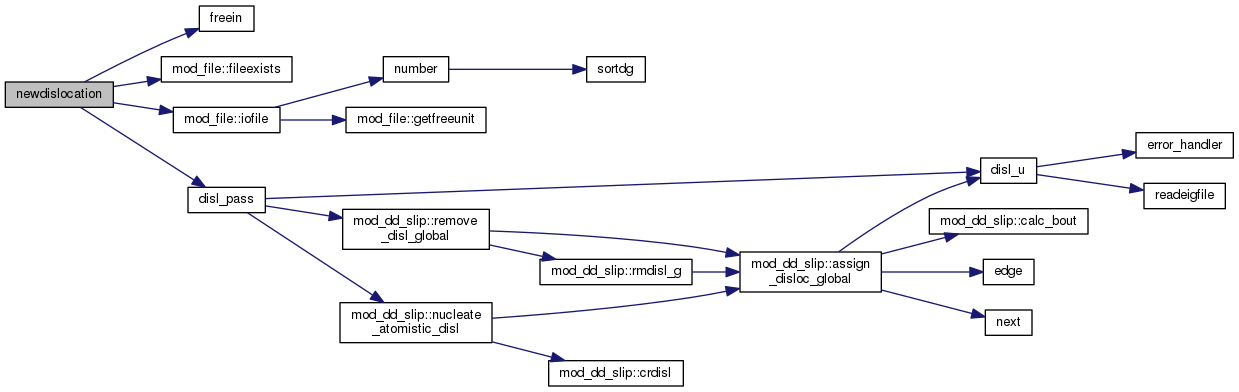 freein
mod_file::fileexists
newdislocation
mod_file::iofile
number
sortdg
mod_file::getfreeunit
disl_pass
mod_dd_slip::remove
_disl_global
mod_dd_slip::rmdisl_g
mod_dd_slip::nucleate
_atomistic_disl
mod_dd_slip::crdisl
mod_dd_slip::assign
_disloc_global
disl_u
error_handler
readeigfile
mod_dd_slip::calc_bout
edge
next